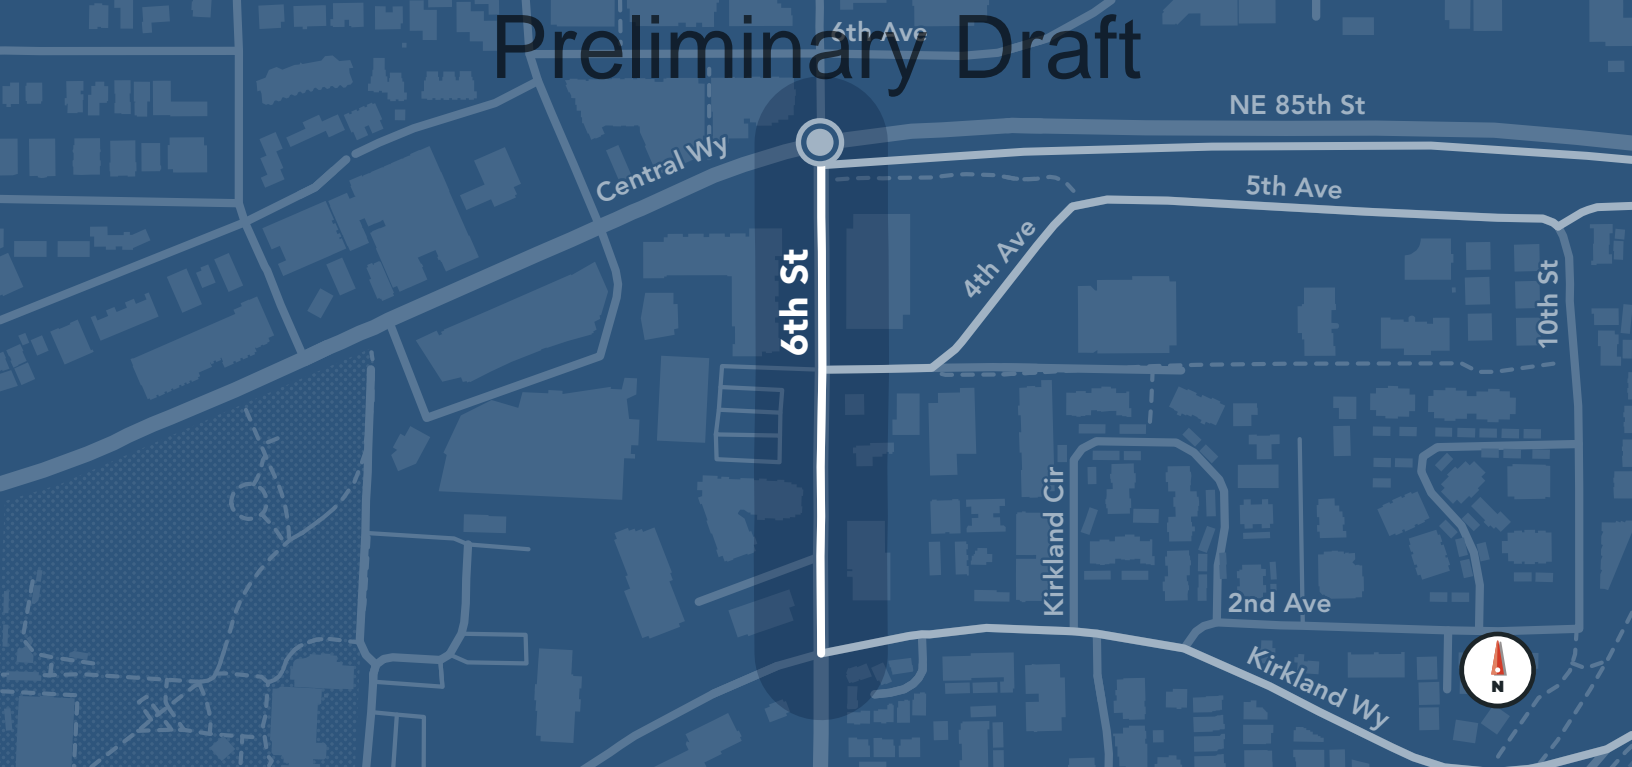 Preliminary Draft
6th Ave
NE 85th St
Central Wy
5th Ave
4th Ave
6th St
10th St
Kirkland Cir
2nd Ave
Kirkland Wy
N